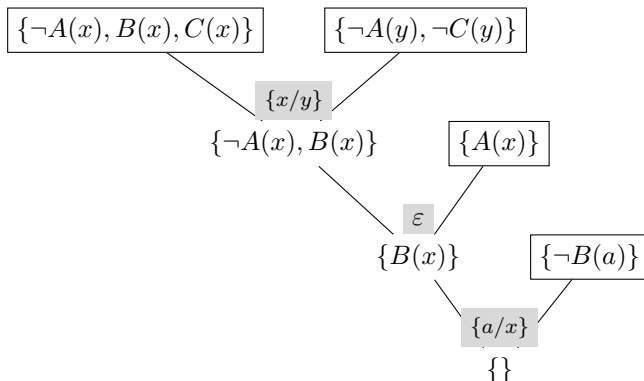 {¬A(x), B(x), C(x)} {¬A(y), ¬C(y)}
{x/y}
{¬A(x), B(x)} {A(x)}
ε
{B(x)} {¬B(a)}
{a/x}
{}